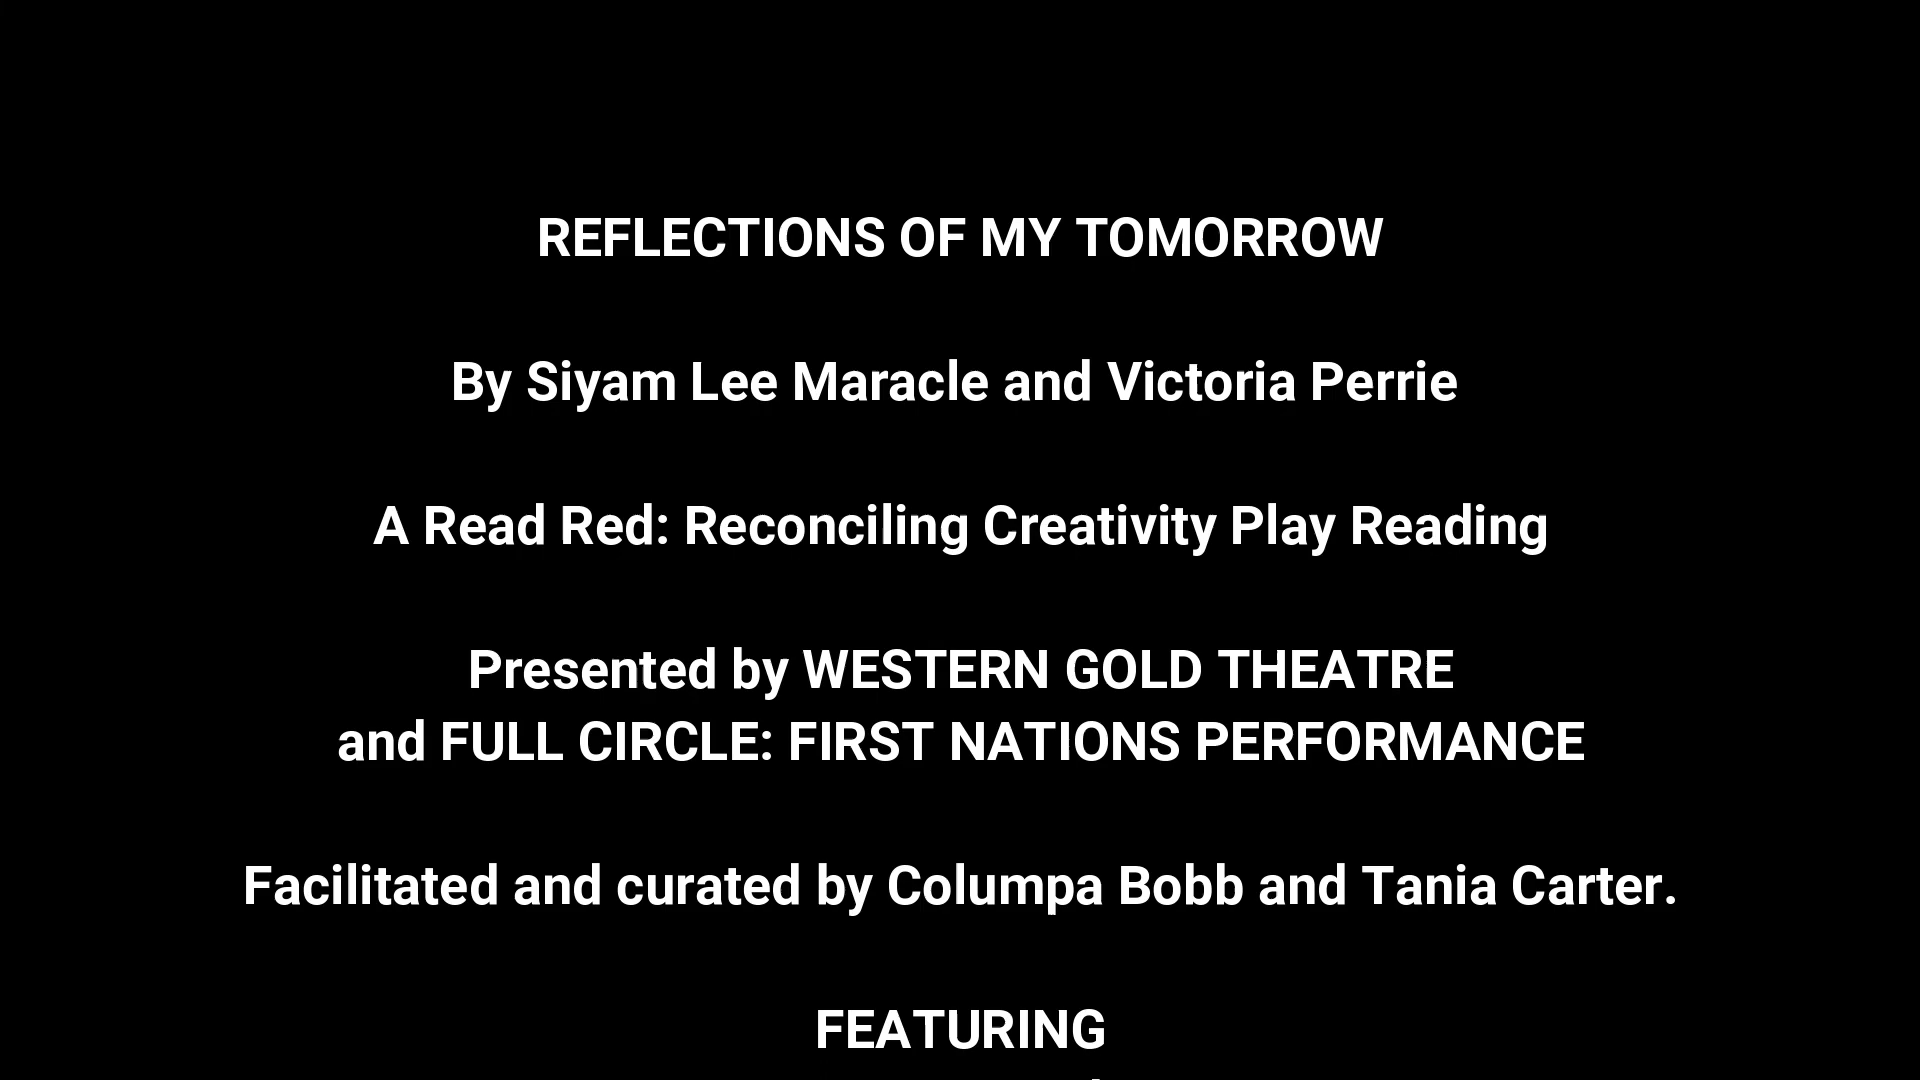 REFLECTIONS OF MY TOMORROW
By Siyam Lee Maracle and Victoria Perrie
A Read Red: Reconciling Creativity Play Reading
Presented by WESTERN GOLD THEATRE
and FULL CIRCLE: FIRST NATIONS PERFORMANCE
Facilitated and curated by Columpa Bobb and Tania Carter.
FEATURING